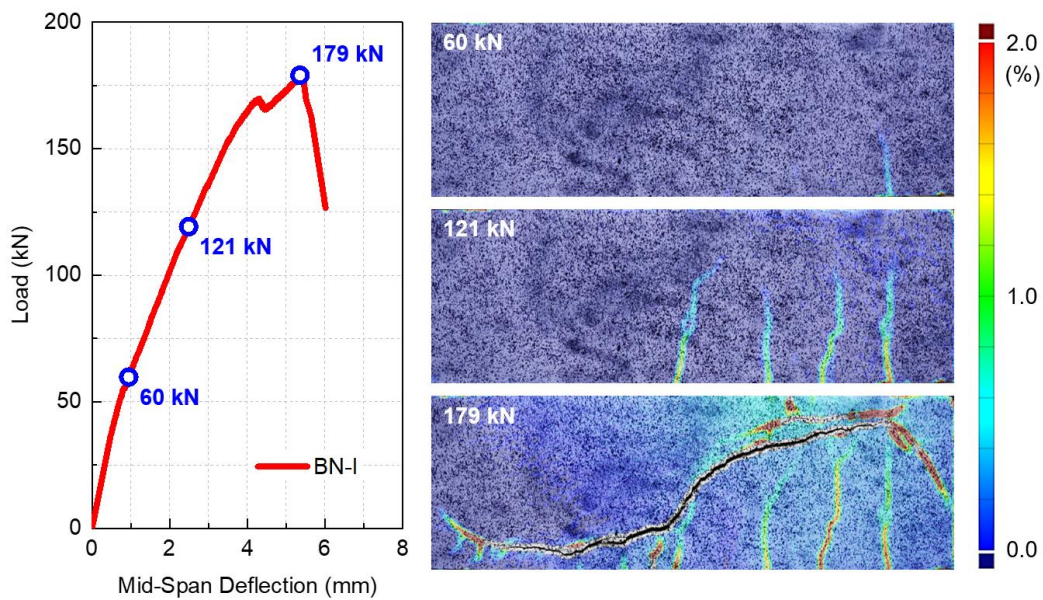 200
150
100
50
0
0 2 4 6 8
Load (kN)
Mid-Span Deflection (mm)
179 kN
121 kN
60 kN
BN-I
60 kN
121 kN
179 kN
2.0
(%)
1.0
0.0